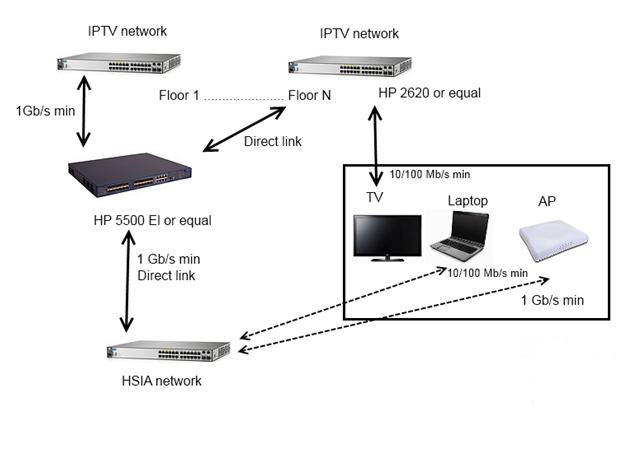 IPTV network
IPTV network
Floor 1 ........................ Floor N
HP 2620 or equal
1Gb/s min
Direct link
10/100 Mb/s min
TV
Laptop
AP
HP 5500 EI or equal
1 Gb/s min
Direct link
10/100 Mb/s min
1 Gb/s min
HSIA network